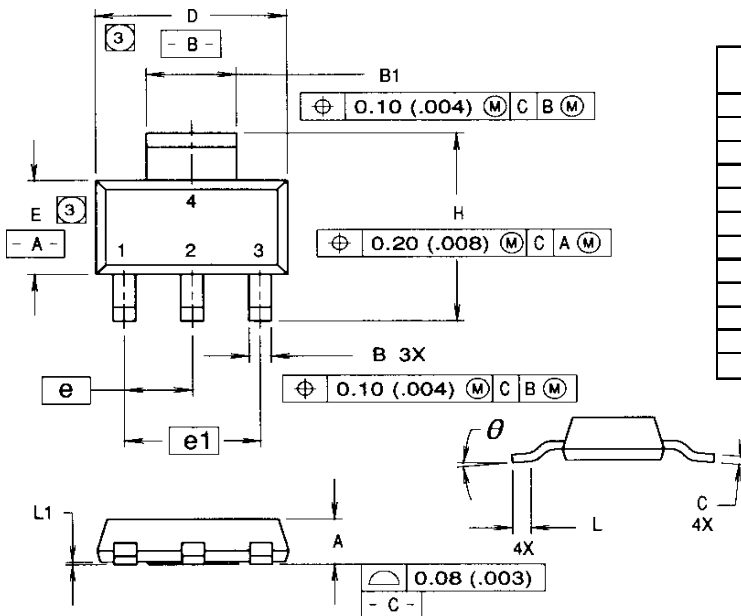 D
3
- B -
B1
⌖ 0.10 (.004) Ⓜ C B Ⓜ
4
E 3
- A -
H
⌖ 0.20 (.008) Ⓜ C A Ⓜ
1 2 3
B 3X
e
⌖ 0.10 (.004) Ⓜ C B Ⓜ
e1
θ
L1
A
L
C
4X
4X
⌓ 0.08 (.003)
- C -